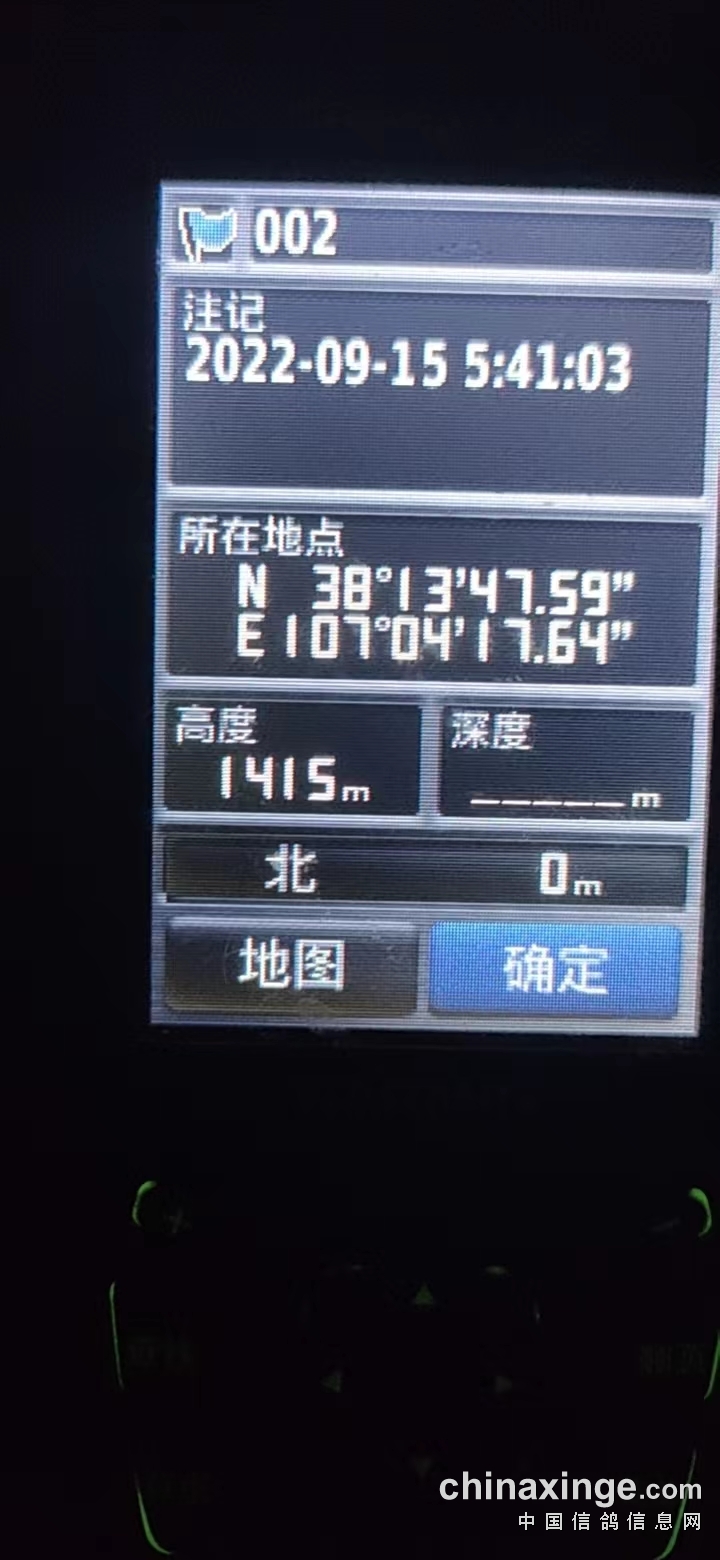 002
注记
2022-09-15 5:41:03
所在地点
N 38°13'47.59"
E 107°04'17.64"
高度
1415m
深度
_____m
北 0m
地图 确定
chinaxinge.com
中国信鸽信息网